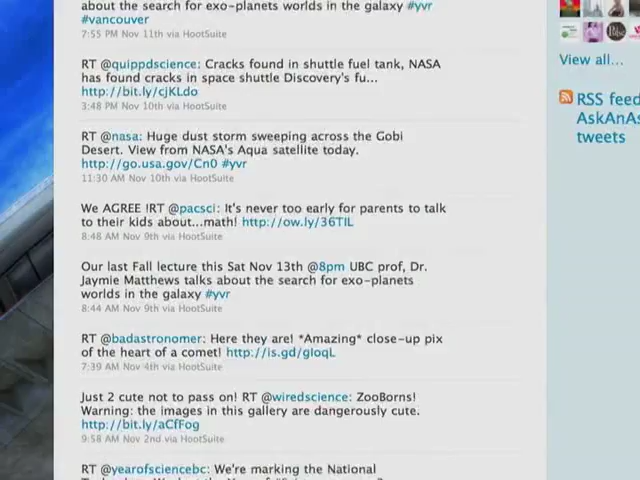 about the search for exo-planets worlds in the galaxy #yvr
#vancouver
7:55 PM Nov 11th via HootSuite
RT @quippdscience: Cracks found in shuttle fuel tank, NASA
has found cracks in space shuttle Discovery's fu...
http://bit.ly/cjKLdo
3:48 PM Nov 10th via HootSuite
RT @nasa: Huge dust storm sweeping across the Gobi
Desert. View from NASA's Aqua satellite today.
http://go.usa.gov/Cn0 #yvr
11:30 AM Nov 10th via HootSuite
We AGREE !RT @pacsci: It's never too early for parents to talk
to their kids about...math! http://ow.ly/36TIL
8:48 AM Nov 9th via HootSuite
Our last Fall lecture this Sat Nov 13th @8pm UBC prof, Dr.
Jaymie Matthews talks about the search for exo-planets
worlds in the galaxy #yvr
8:44 AM Nov 9th via HootSuite
RT @badastronomer: Here they are! *Amazing* close-up pix
of the heart of a comet! http://is.gd/gIoqL
7:39 AM Nov 4th via HootSuite
Just 2 cute not to pass on! RT @wiredscience: ZooBorns!
Warning: the images in this gallery are dangerously cute.
http://bit.ly/aCfFog
9:58 AM Nov 2nd via HootSuite
RT @yearofsciencebc: We're marking the National
View all...
RSS feed
AskAnAs
tweets